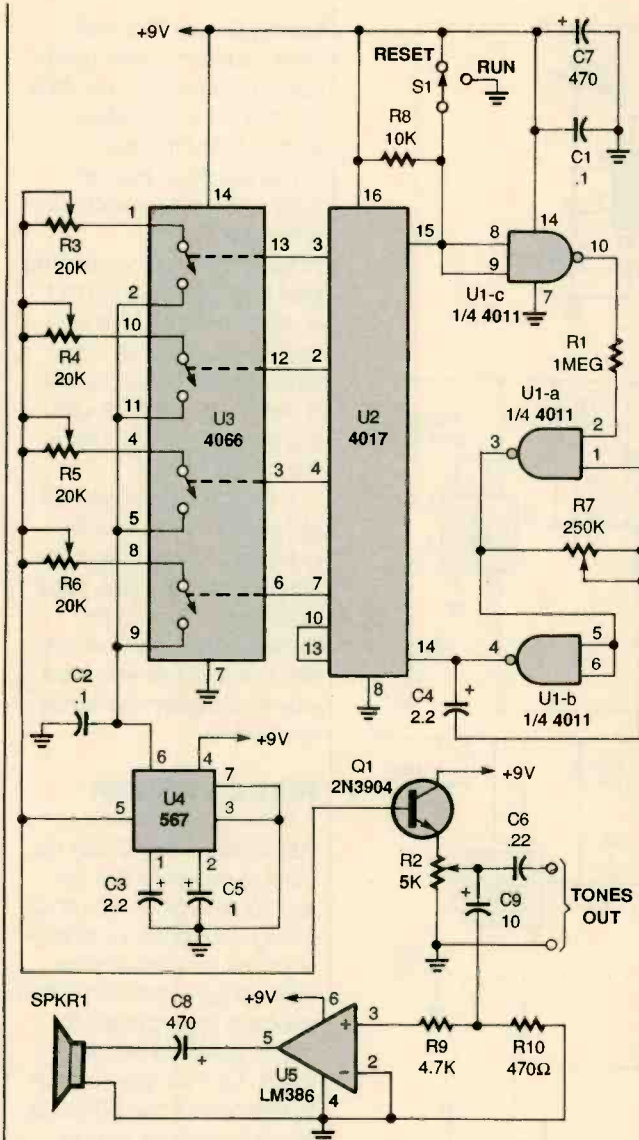 +9V
RESET
RUN
S1
+
C7
470
R8
10K
C1
.1
14
16
14
R3
20K
1
13
3
15
8
9
10
7
U1-c
1/4 4011
2
R4
20K
10
12
2
R1
1MEG
11
U3
4066
U2
4017
U1-a
1/4 4011
3
2
1
R5
20K
4
3
4
R7
250K
5
R6
20K
8
6
7
9
10
13
14
4
5
6
U1-b
1/4 4011
7
8
C4
2.2
+
C2
.1
+9V
6
4
7
5
U4
567
3
1
2
C3
2.2
+
+
C5
1
Q1
2N3904
+9V
R2
5K
C6
.22
+
C9
10
TONES
OUT
SPKR1
C8
470
+
+9V
6
5
+
3
−
2
U5
LM386
4
R9
4.7K
R10
470Ω